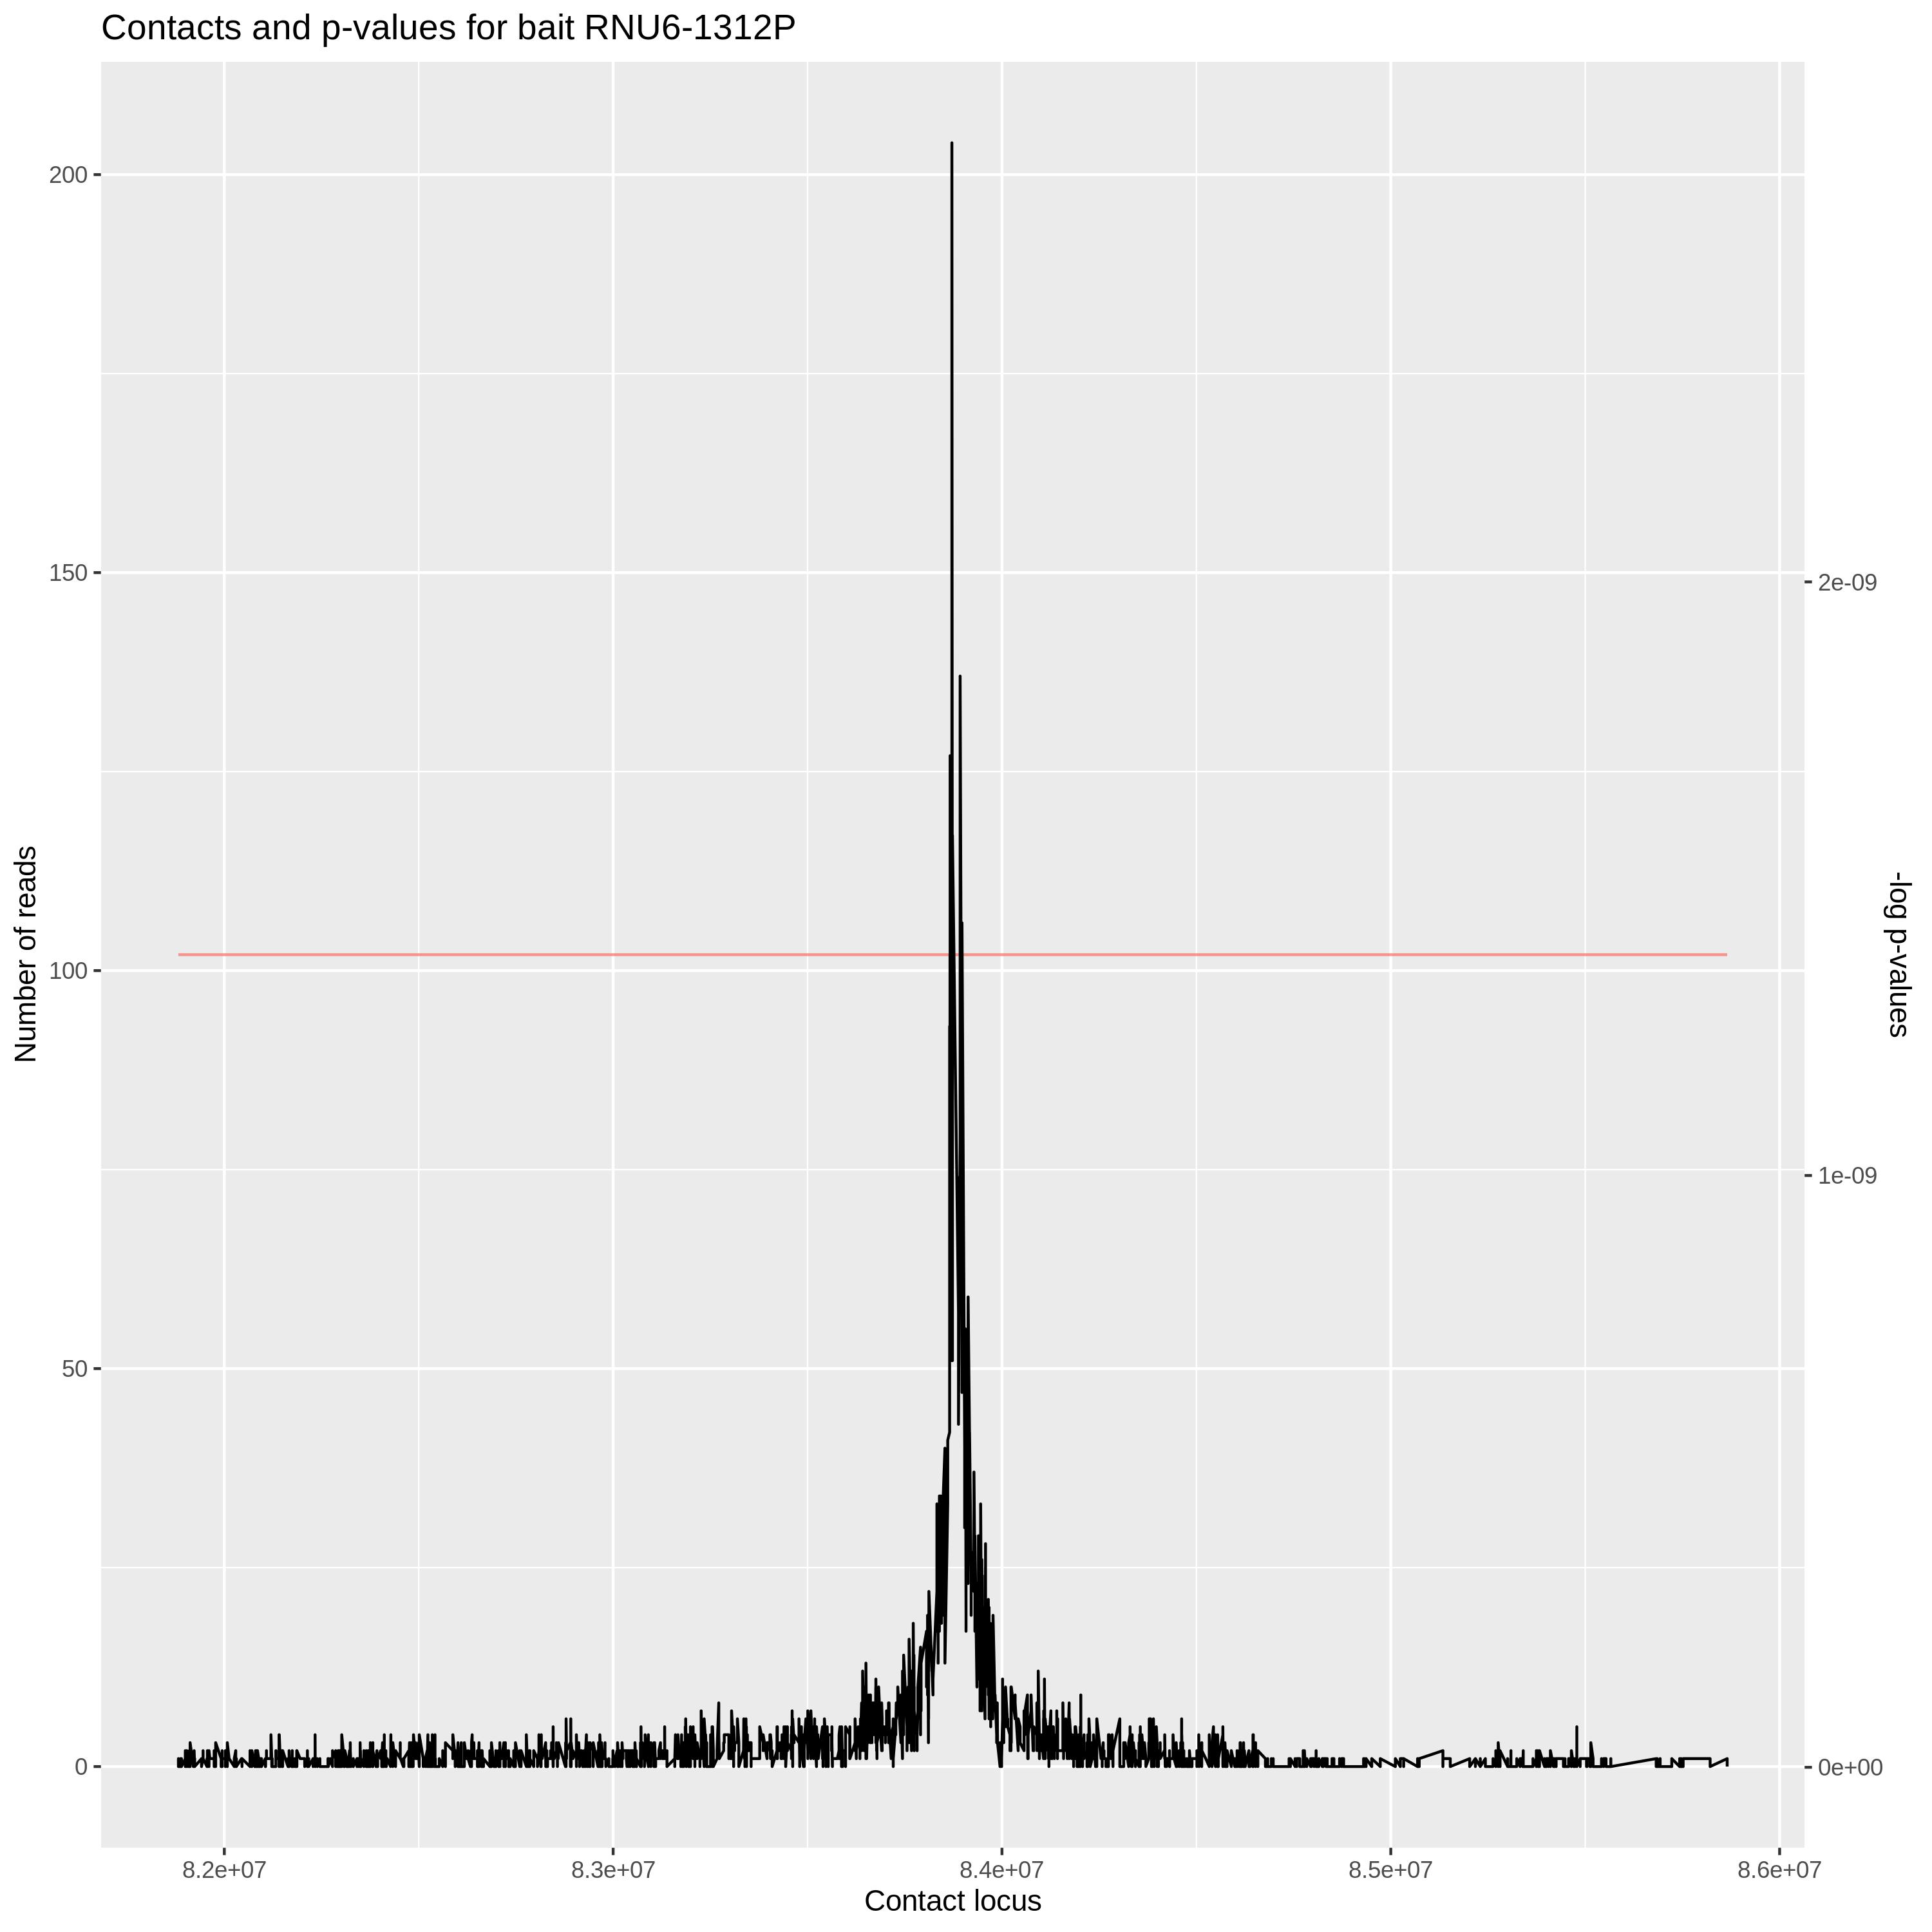 Contacts and p-values for bait RNU6-1312P
200
150
100
50
0
Number of reads
2e-09
1e-09
0e+00
-log p-values
8.2e+07
8.3e+07
8.4e+07
8.5e+07
8.6e+07
Contact locus